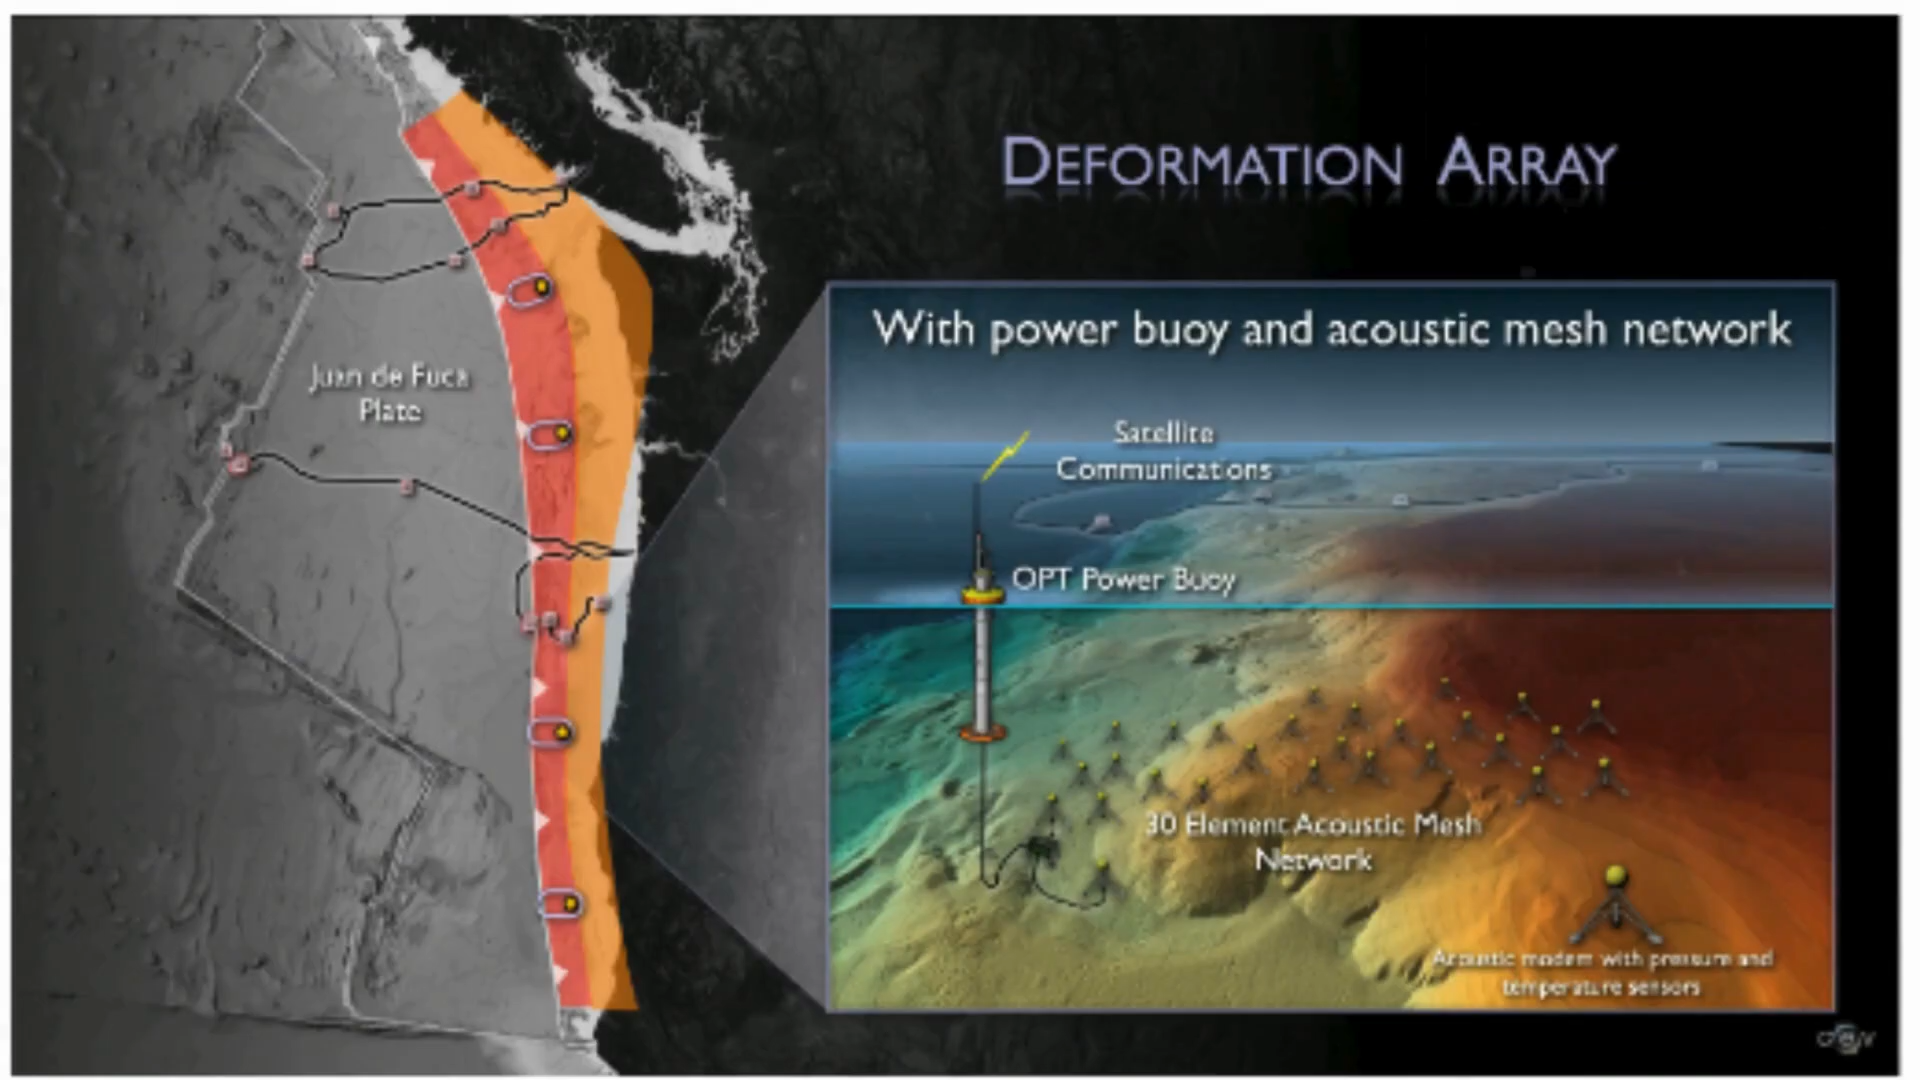 DEFORMATION ARRAY
With power buoy and acoustic mesh network
Juan de Fuca
Plate
Satellite
Communications
OPT Power Buoy
30 Element Acoustic Mesh
Network
Acoustic modem with pressure and
temperature sensors